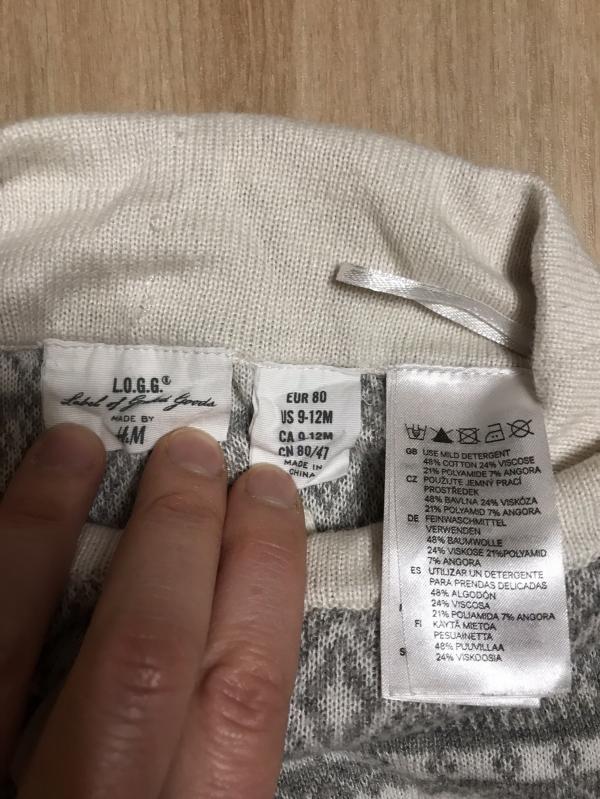 L.O.G.G.®
Label of Graded Goods
MADE BY
H&M
EUR 80
US 9-12M
CA 9-12M
CN 80/47
MADE IN
CHINA
GB USE MILD DETERGENT
48% COTTON 24% VISCOSE
21% POLYAMIDE 7% ANGORA
CZ POUŽIJTE JEMNÝ PRACÍ
PROSTŘEDEK
48% BAVLNA 24% VISKÓZA
21% POLYAMID 7% ANGORA
DE FEINWASCHMITTEL
VERWENDEN
48% BAUMWOLLE
24% VISKOSE 21%POLYAMID
7% ANGORA
ES UTILIZAR UN DETERGENTE
PARA PRENDAS DELICADAS
48% ALGODÓN
24% VISCOSA
21% POLIAMIDA 7% ANGORA
FI KÄYTÄ MIETOA
PESUAINETTA
48% PUUVILLAA
24% VISKOOSIA